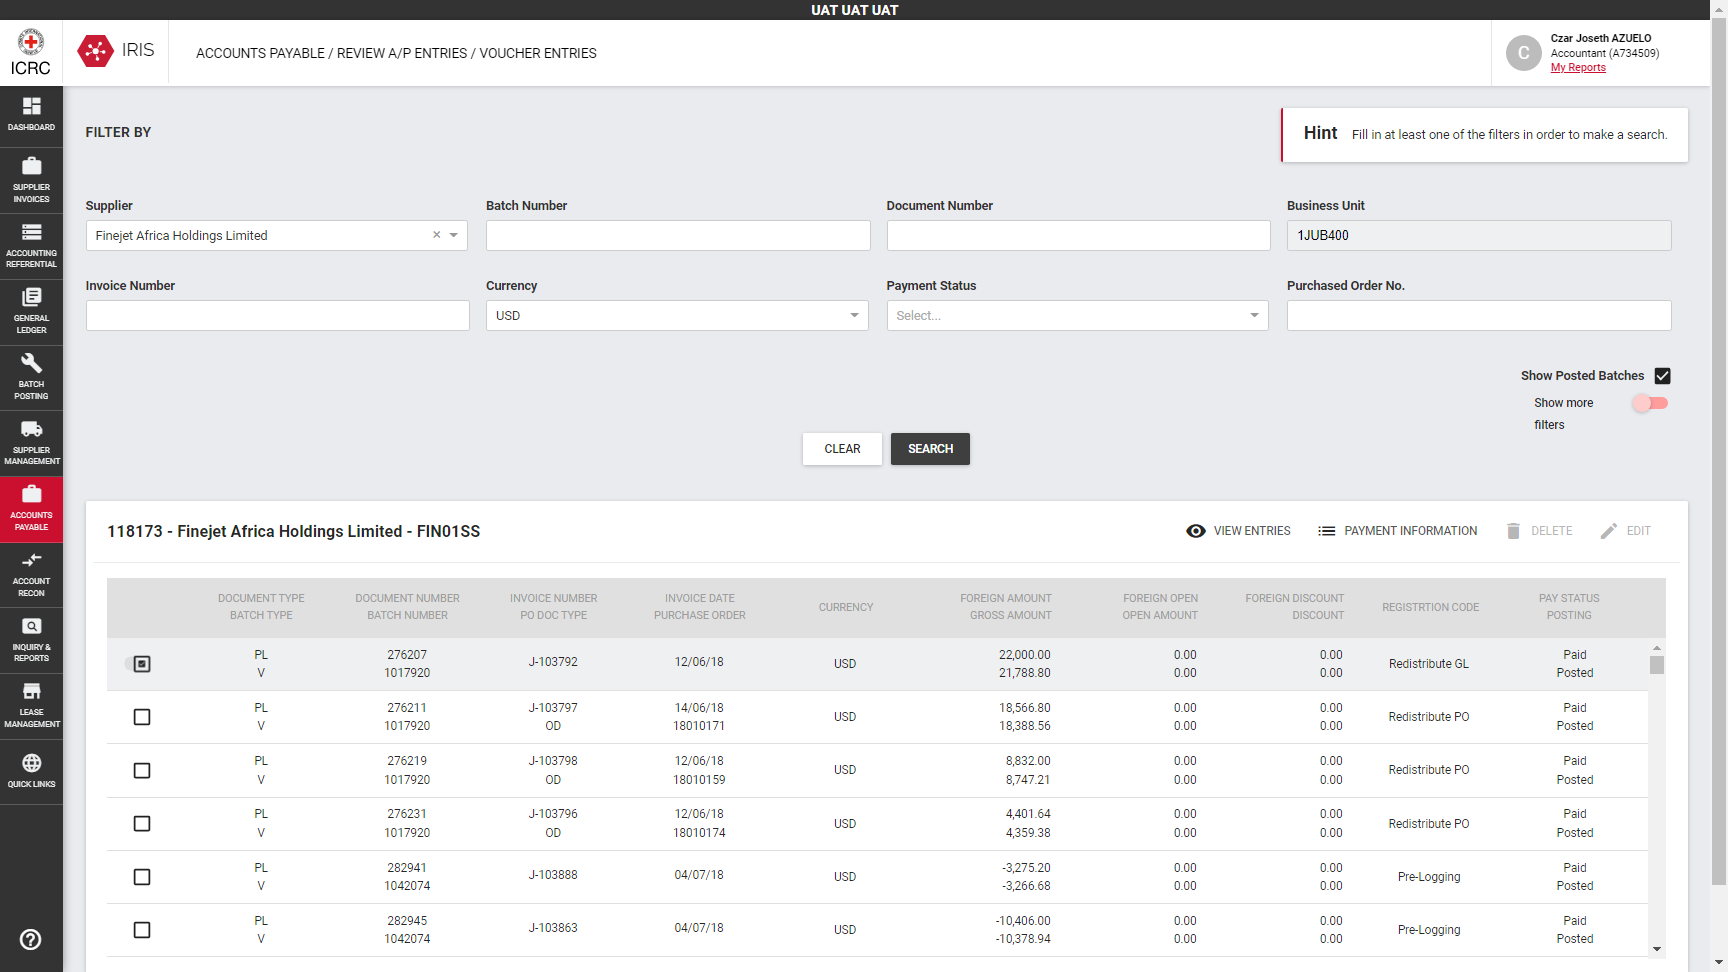 UAT UAT UAT
ICRC
IRIS
ACCOUNTS PAYABLE / REVIEW A/P ENTRIES / VOUCHER ENTRIES
C
Czar Joseth AZUELO
Accountant (A734509)
My Reports
DASHBOARD
SUPPLIER
INVOICES
ACCOUNTING
REFERENTIAL
GENERAL
LEDGER
BATCH
POSTING
SUPPLIER
MANAGEMENT
ACCOUNTS
PAYABLE
ACCOUNT
RECON
INQUIRY &
REPORTS
LEASE
MANAGEMENT
QUICK LINKS
FILTER BY
Hint Fill in at least one of the filters in order to make a search.
Supplier Batch Number Document Number Business Unit
Finejet Africa Holdings Limited 1JUB400
Invoice Number Currency Payment Status Purchased Order No.
USD Select...
Show Posted Batches
Show more
filters
CLEAR SEARCH
118173 - Finejet Africa Holdings Limited - FIN01SS VIEW ENTRIES PAYMENT INFORMATION DELETE EDIT
DOCUMENT TYPE DOCUMENT NUMBER INVOICE NUMBER INVOICE DATE CURRENCY FOREIGN AMOUNT FOREIGN OPEN FOREIGN DISCOUNT REGISTRTION CODE PAY STATUS
BATCH TYPE BATCH NUMBER PO DOC TYPE PURCHASE ORDER GROSS AMOUNT OPEN AMOUNT DISCOUNT POSTING
PL 276207 J-103792 12/06/18 USD 22,000.00 0.00 0.00 Redistribute GL Paid
V 1017920 21,788.80 0.00 0.00 Posted
PL 276211 J-103797 14/06/18 USD 18,566.80 0.00 0.00 Redistribute PO Paid
V 1017920 OD 18010171 18,388.56 0.00 0.00 Posted
PL 276219 J-103798 12/06/18 USD 8,832.00 0.00 0.00 Redistribute PO Paid
V 1017920 OD 18010159 8,747.21 0.00 0.00 Posted
PL 276231 J-103796 12/06/18 USD 4,401.64 0.00 0.00 Redistribute PO Paid
V 1017920 OD 18010174 4,359.38 0.00 0.00 Posted
PL 282941 J-103888 04/07/18 USD -3,275.20 0.00 0.00 Pre-Logging Paid
V 1042074 -3,266.68 0.00 0.00 Posted
PL 282945 J-103863 04/07/18 USD -10,406.00 0.00 0.00 Pre-Logging Paid
V 1042074 -10,378.94 0.00 0.00 Posted